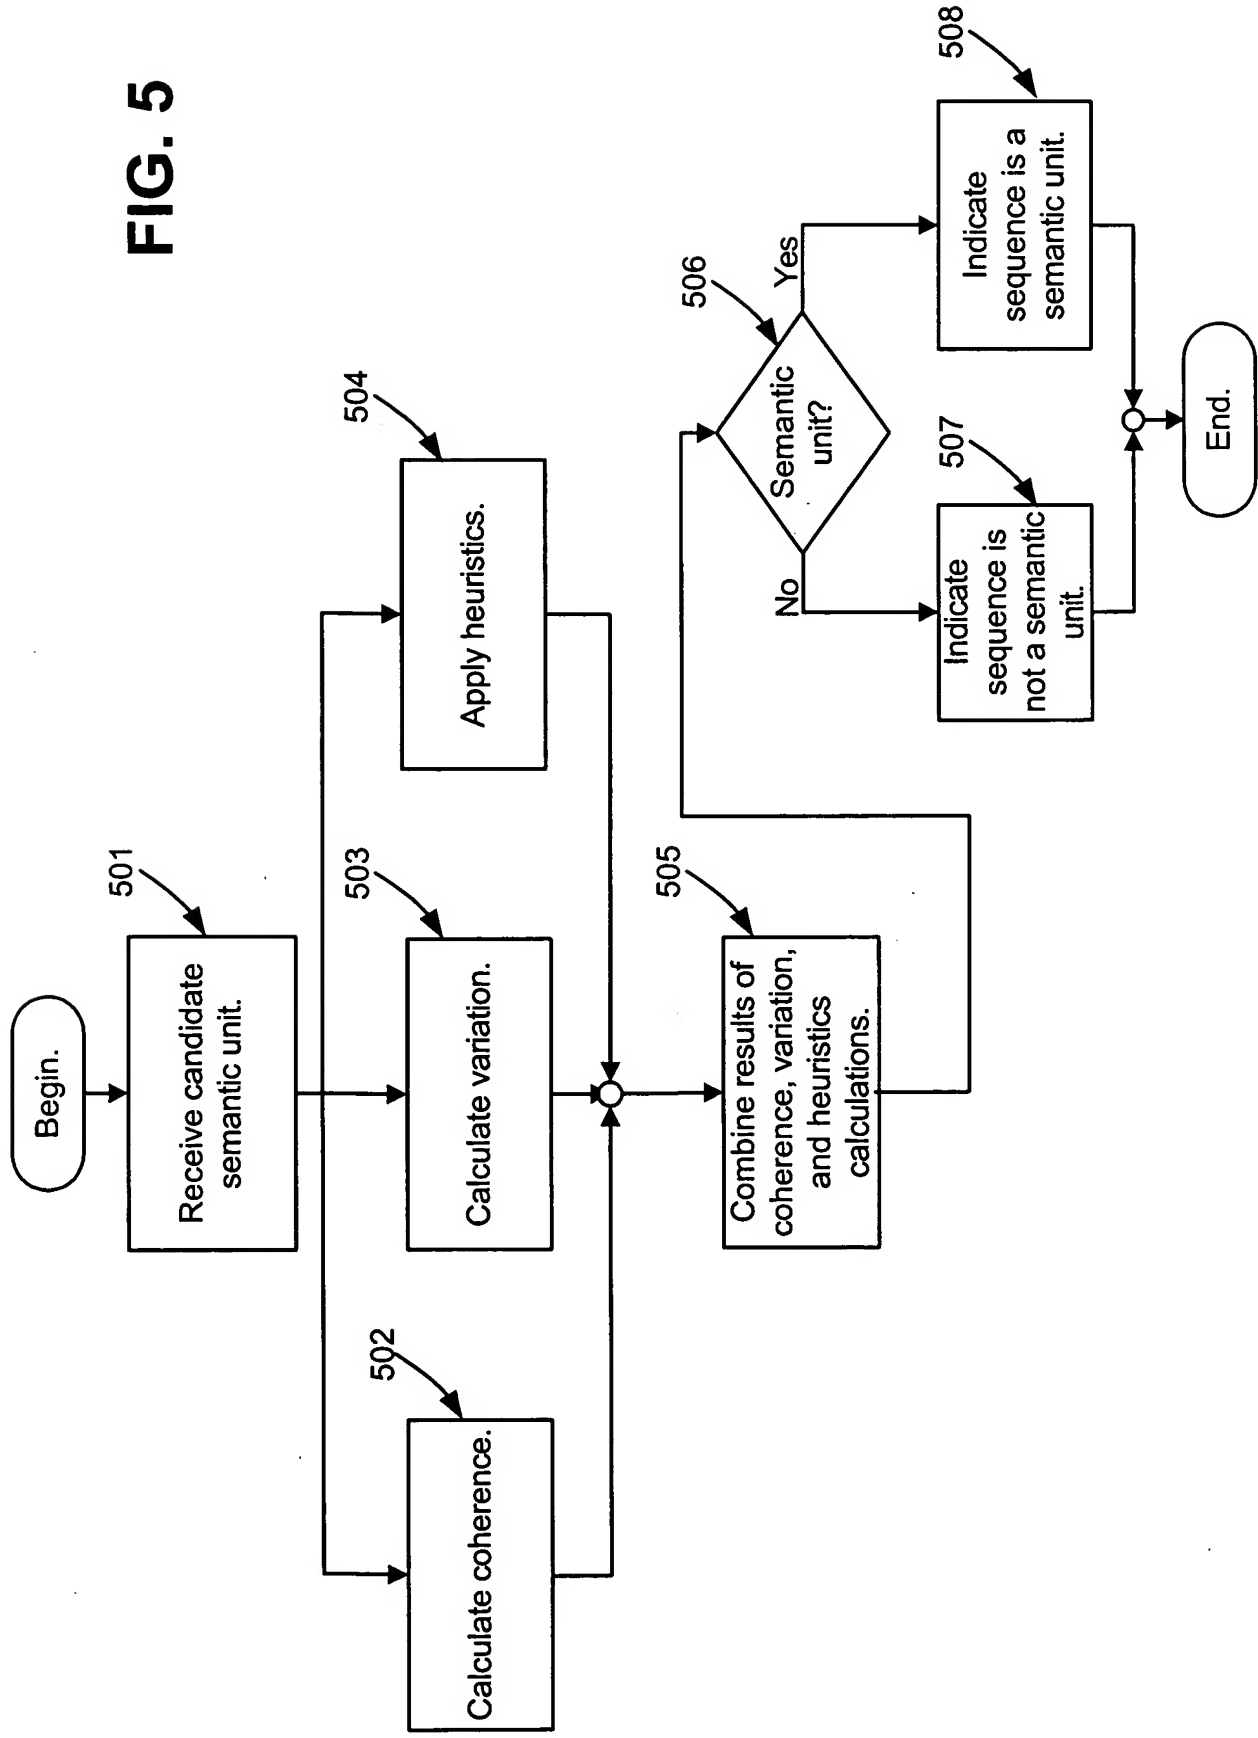 FIG. 5
Begin.
501
Receive candidate
semantic unit.
502
Calculate coherence.
503
Calculate variation.
504
Apply heuristics.
505
Combine results of
coherence, variation,
and heuristics
calculations.
506
Semantic
unit?
No
Yes
507
Indicate
sequence is
not a semantic
unit.
508
Indicate
sequence is a
semantic unit.
End.